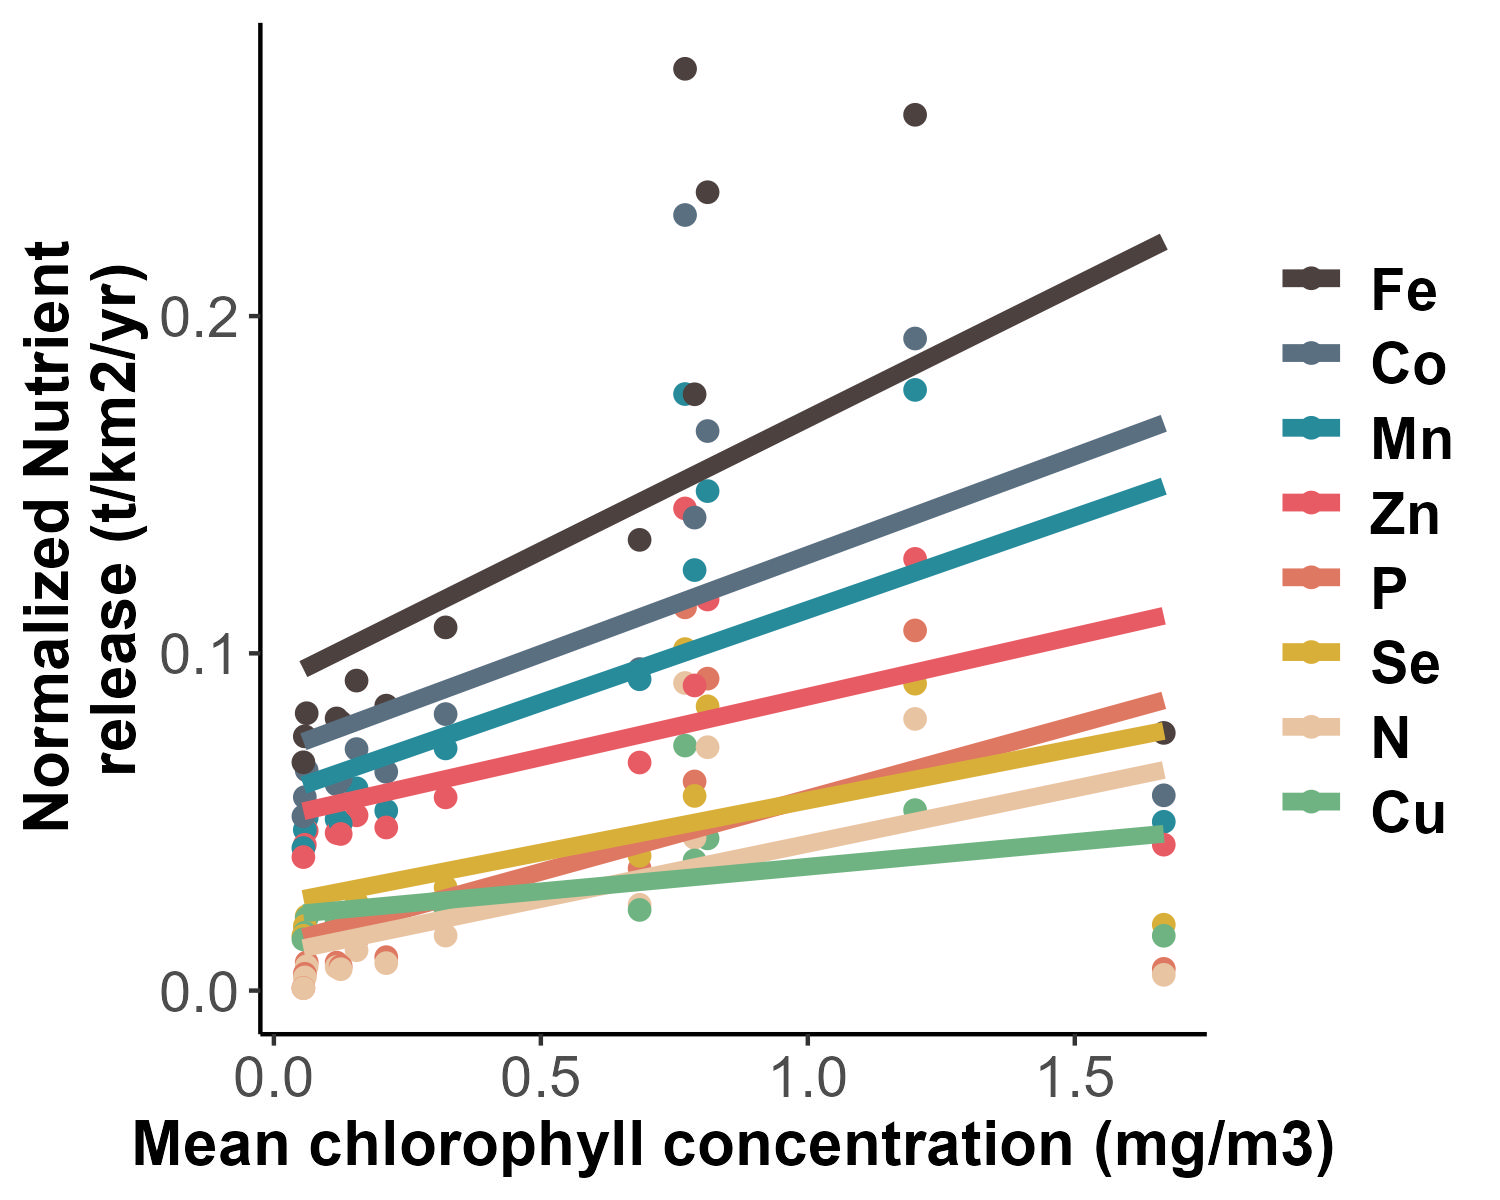 Normalized Nutrient
release (t/km2/yr)
0.2
0.1
0.0
0.0 0.5 1.0 1.5
Mean chlorophyll concentration (mg/m3)
Fe
Co
Mn
Zn
P
Se
N
Cu